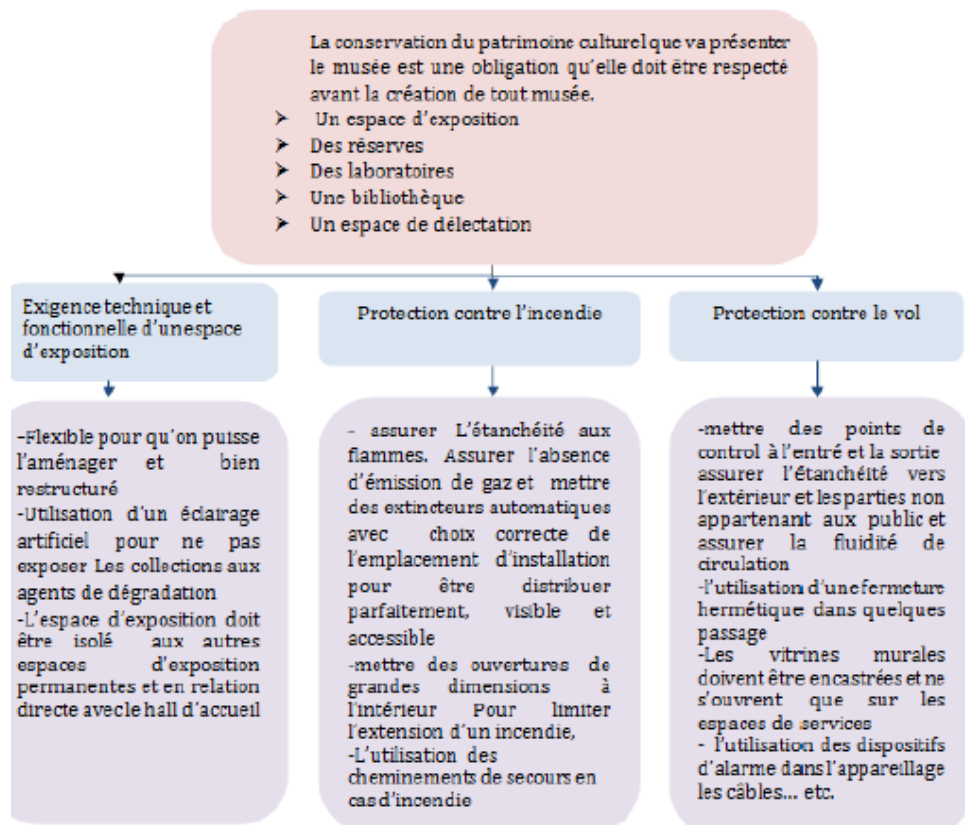 La conservation du patrimoine culturel que va présenter
le musée est une obligation qu'elle doit être respecté
avant la création de tout musée.
➤ Un espace d'exposition
➤ Des réserves
➤ Des laboratoires
➤ Une bibliothèque
➤ Un espace de délectation
Exigence technique et
fonctionnelle d'unespace
d'exposition
Protection contre l'incendie
Protection contre le vol
-Flexible pour qu'on puisse
l'aménager et bien
restructuré
-Utilisation d'un éclairage
artificiel pour ne pas
exposer Les collections aux
agents de dégradation
-L'espace d'exposition doit
être isolé aux autres
espaces d'exposition
permanentes et en relation
directe avec le hall d'accueil
- assurer L'étanchéité aux
flammes. Assurer l'absence
d'émission de gaz et mettre
des extincteurs automatiques
avec choix correcte de
l'emplacement d'installation
pour être distribuer
parfaitement, visible et
accessible
-mettre des ouvertures de
grandes dimensions à
l'intérieur Pour limiter
l'extension d'un incendie,
-L'utilisation des
cheminements de secours en
cas d'incendie
-mettre des points de
control à l'entré et la sortie
assurer l'étanchéité vers
l'extérieur et les parties non
appartenant aux public et
assurer la fluidité de
circulation
-l'utilisation d'une fermeture
hermétique dans quelques
passage
-Les vitrines murales
doivent être encastrées et ne
s'ouvrent que sur les
espaces de services
- l'utilisation des dispositifs
d'alarme dans l'appareillage
les câbles... etc.